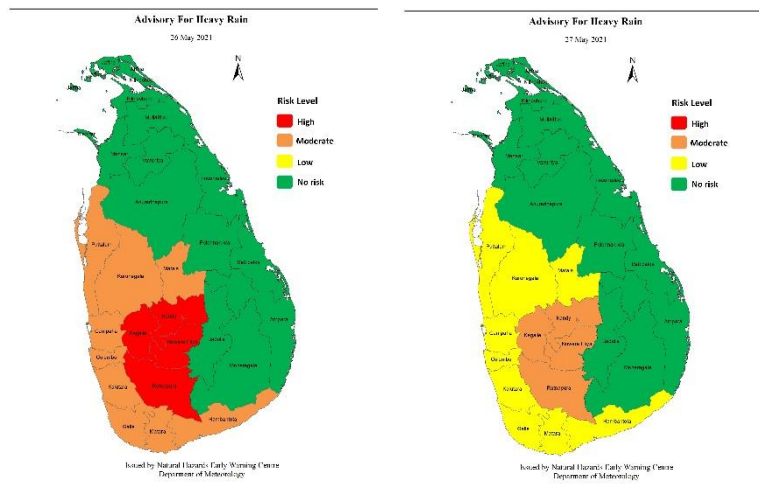 Advisory For Heavy Rain
26 May 2021
N
Risk Level
High
Moderate
Low
No risk
Jaffna
Kilinochchi
Mullaitivu
Mannar
Vavuniya
Trincomalee
Anuradhapura
Polonnaruwa
Puttalam
Kurunegala
Matale
Batticaloa
Kandy
Ampara
Gampaha
Kegalle
Nuwara Eliya
Badulla
Colombo
Monaragala
Kalutara
Ratnapura
Hambantota
Galle
Matara
Issued by Natural Hazards Early Warning Centre
Department of Meteorology
Advisory For Heavy Rain
27 May 2021
N
Risk Level
High
Moderate
Low
No risk
Jaffna
Kilinochchi
Mullaitivu
Mannar
Vavuniya
Trincomalee
Anuradhapura
Polonnaruwa
Puttalam
Kurunegala
Matale
Batticaloa
Kandy
Ampara
Gampaha
Kegalle
Nuwara Eliya
Badulla
Colombo
Monaragala
Kalutara
Ratnapura
Hambantota
Galle
Matara
Issued by Natural Hazards Early Warning Centre
Department of Meteorology